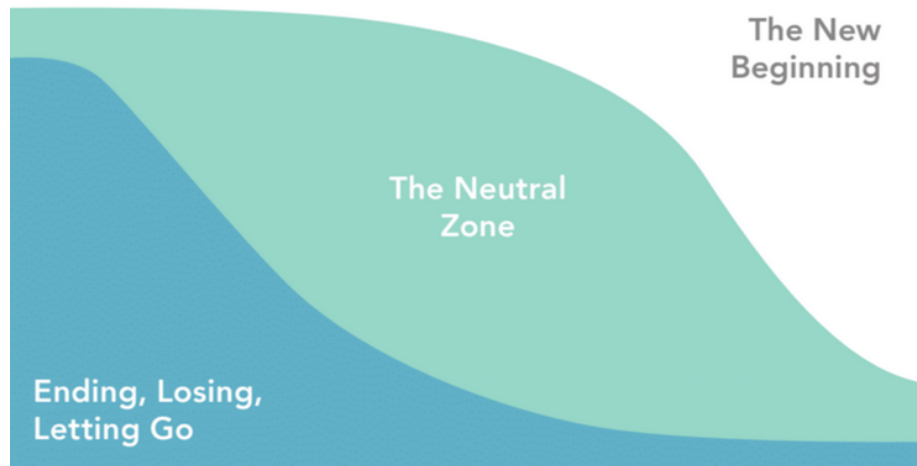 The New
Beginning
The Neutral
Zone
Ending, Losing,
Letting Go